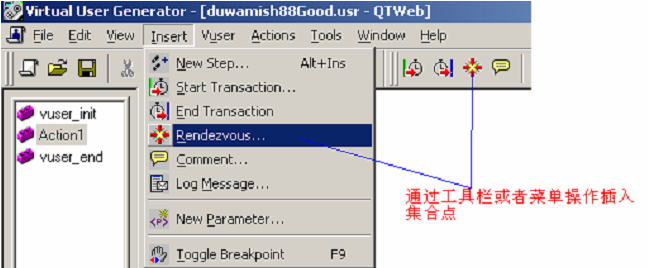 Virtual User Generator - [duwamish88Good.usr - QTWeb]
File Edit View Insert Vuser Actions Tools Window Help
New Step... Alt+Ins
Start Transaction...
End Transaction
Rendezvous...
Comment...
Log Message...
New Parameter...
Toggle Breakpoint F9
vuser_init
Action1
vuser_end
通过工具栏或者菜单操作插入
集合点